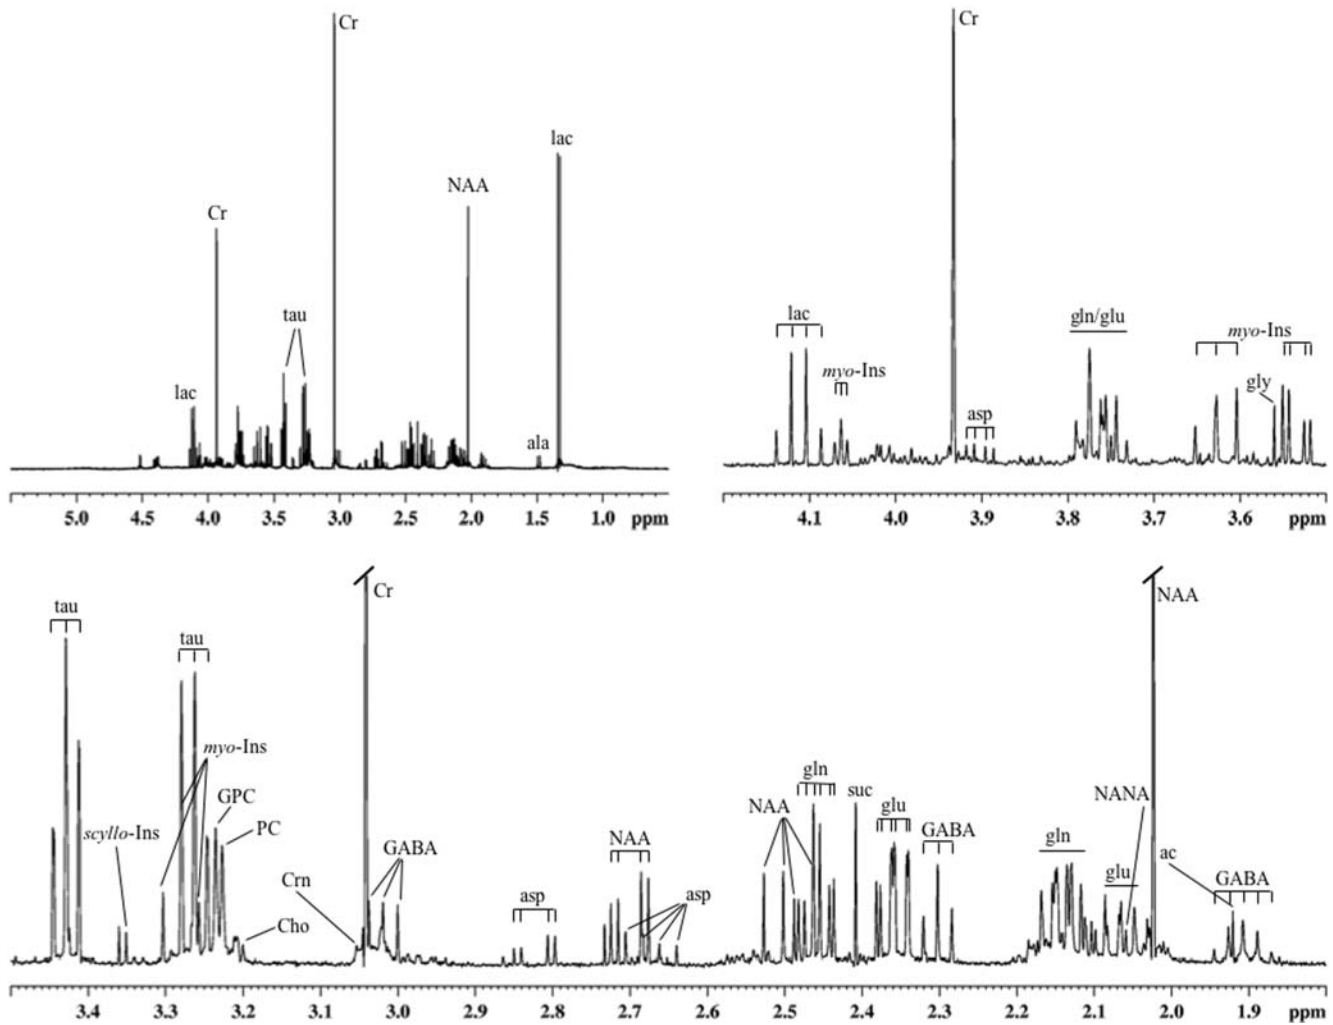 Cr
lac
NAA
Cr
tau
lac
ala
5.0 4.5 4.0 3.5 3.0 2.5 2.0 1.5 1.0 ppm
Cr
lac
gln/glu
myo-Ins
myo-Ins
gly
asp
4.1 4.0 3.9 3.8 3.7 3.6 ppm
tau
Cr
NAA
tau
myo-Ins
gln
GPC
suc
NANA
NAA
glu
scyllo-Ins
PC
GABA
NAA
GABA
gln
ac
glu
Crn
asp
asp
GABA
Cho
3.4 3.3 3.2 3.1 3.0 2.9 2.8 2.7 2.6 2.5 2.4 2.3 2.2 2.1 2.0 1.9 ppm